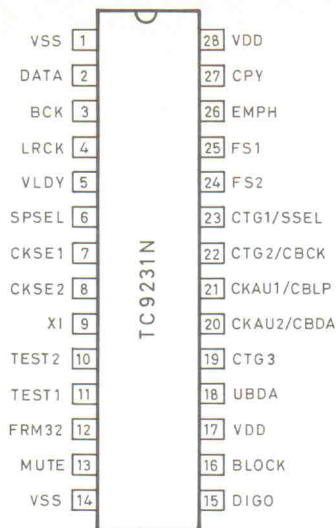 VSS 1
DATA 2
BCK 3
LRCK 4
VLDY 5
SPSEL 6
CKSE1 7
CKSE2 8
XI 9
TEST2 10
TEST1 11
FRM32 12
MUTE 13
VSS 14
TC9231N
28 VDD
27 CPY
26 EMPH
25 FS1
24 FS2
23 CTG1/SSEL
22 CTG2/CBCK
21 CKAU1/CBLP
20 CKAU2/CBDA
19 CTG3
18 UBDA
17 VDD
16 BLOCK
15 DIGO